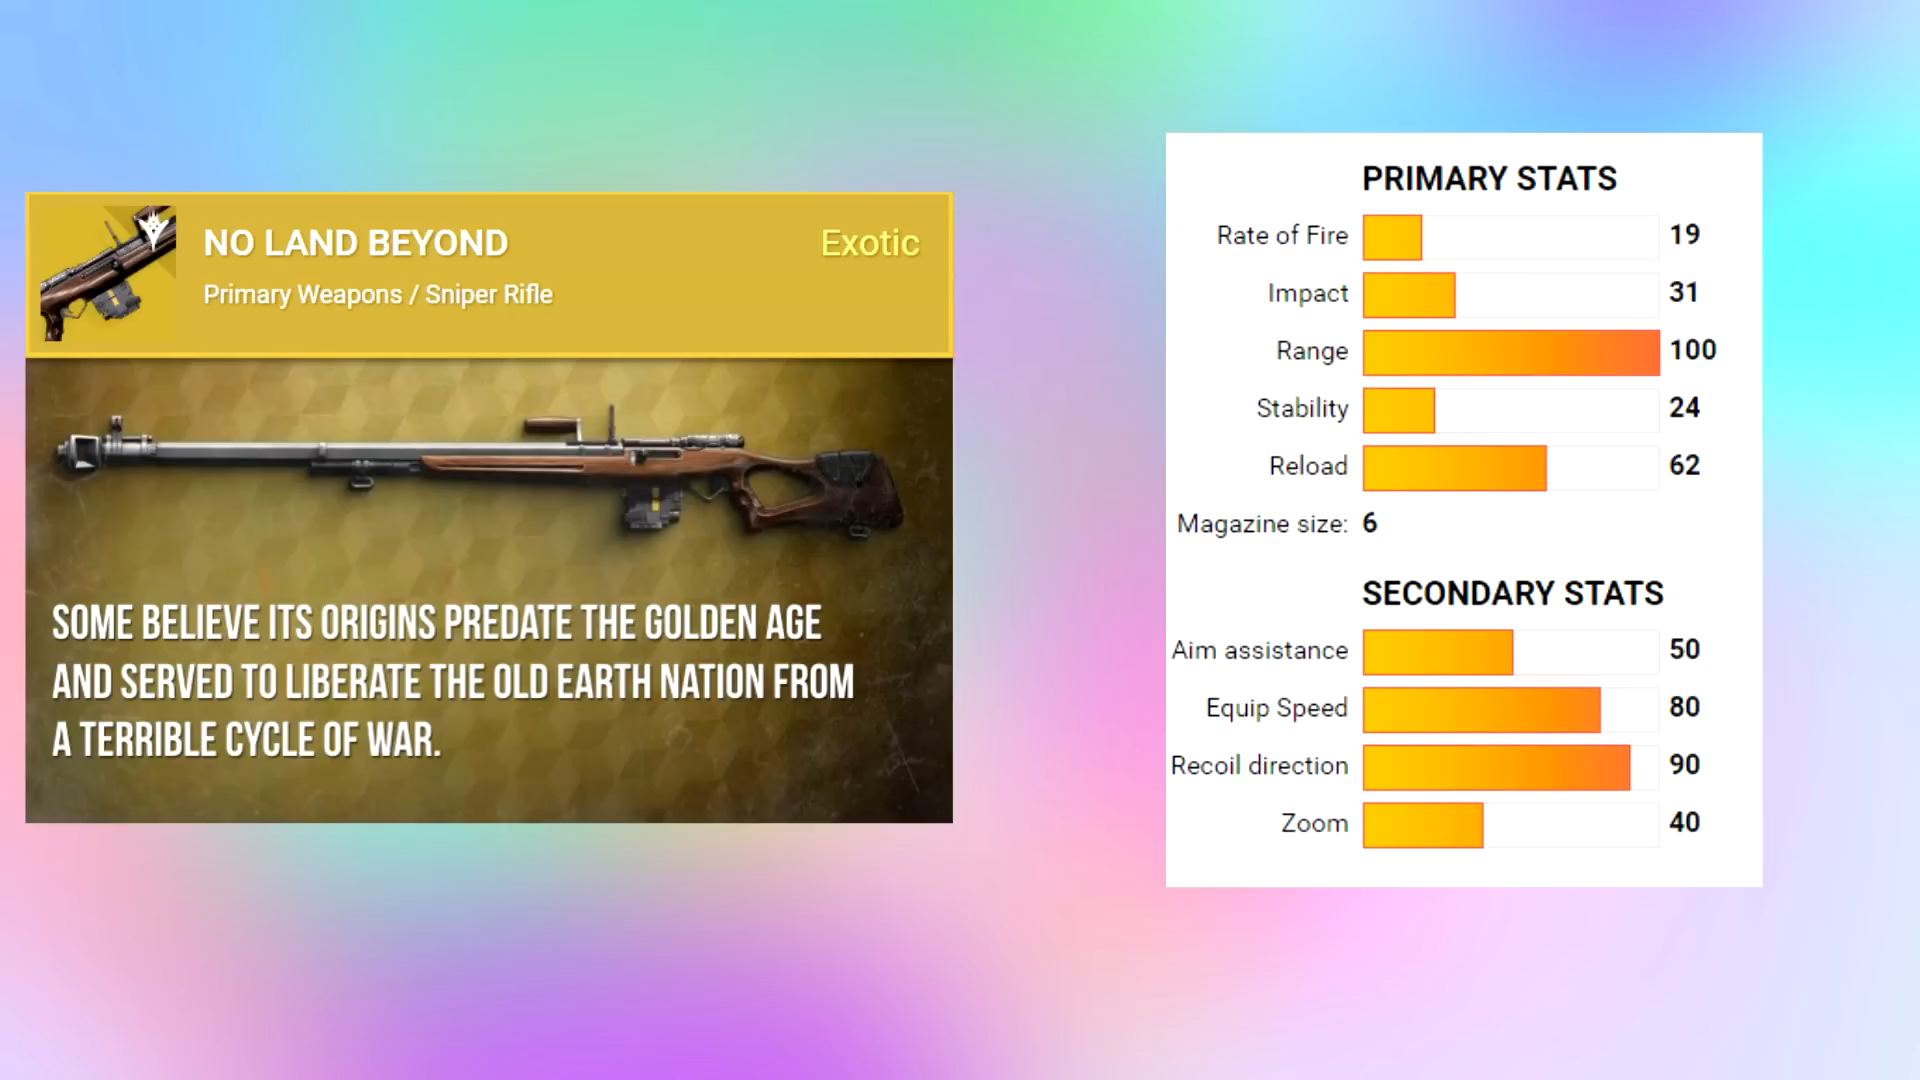 NO LAND BEYOND
Exotic
Primary Weapons / Sniper Rifle
SOME BELIEVE ITS ORIGINS PREDATE THE GOLDEN AGE
AND SERVED TO LIBERATE THE OLD EARTH NATION FROM
A TERRIBLE CYCLE OF WAR.
PRIMARY STATS
Rate of Fire 19
Impact 31
Range 100
Stability 24
Reload 62
Magazine size: 6
SECONDARY STATS
Aim assistance 50
Equip Speed 80
Recoil direction 90
Zoom 40